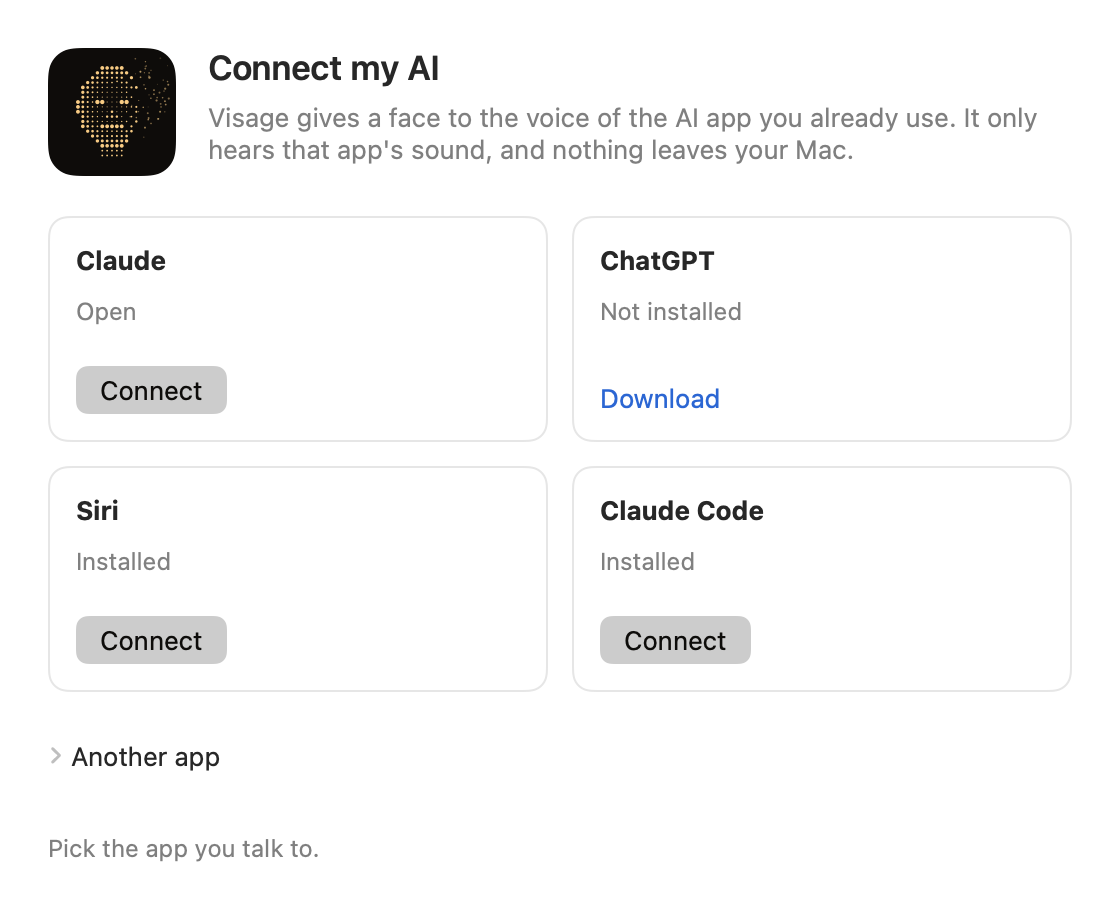 Connect my AI
Visage gives a face to the voice of the AI app you already use. It only
hears that app's sound, and nothing leaves your Mac.
Claude
Open
Connect
ChatGPT
Not installed
Download
Siri
Installed
Connect
Claude Code
Installed
Connect
Another app
Pick the app you talk to.